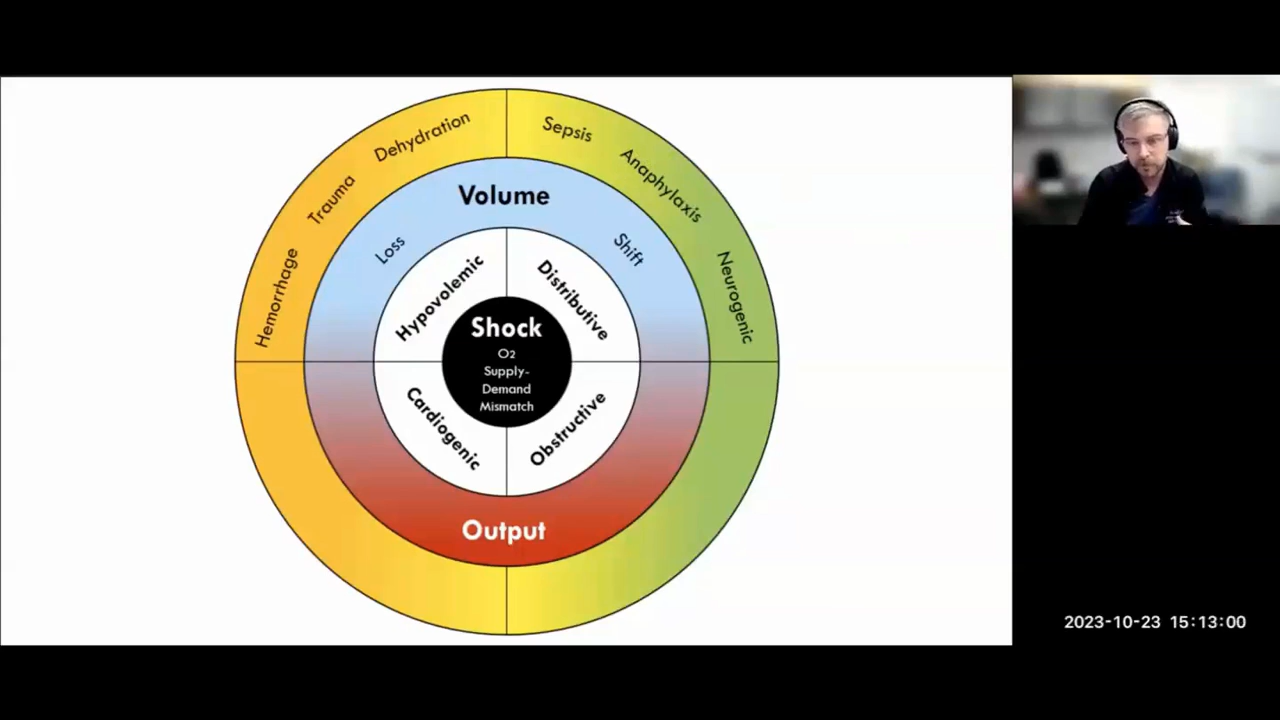 Dehydration
Trauma
Hemorrhage
Sepsis
Anaphylaxis
Neurogenic
Volume
Loss
Shift
Hypovolemic
Distributive
Shock
O2
Supply-
Demand
Mismatch
Cardiogenic
Obstructive
Output
2023-10-23 15:13:00